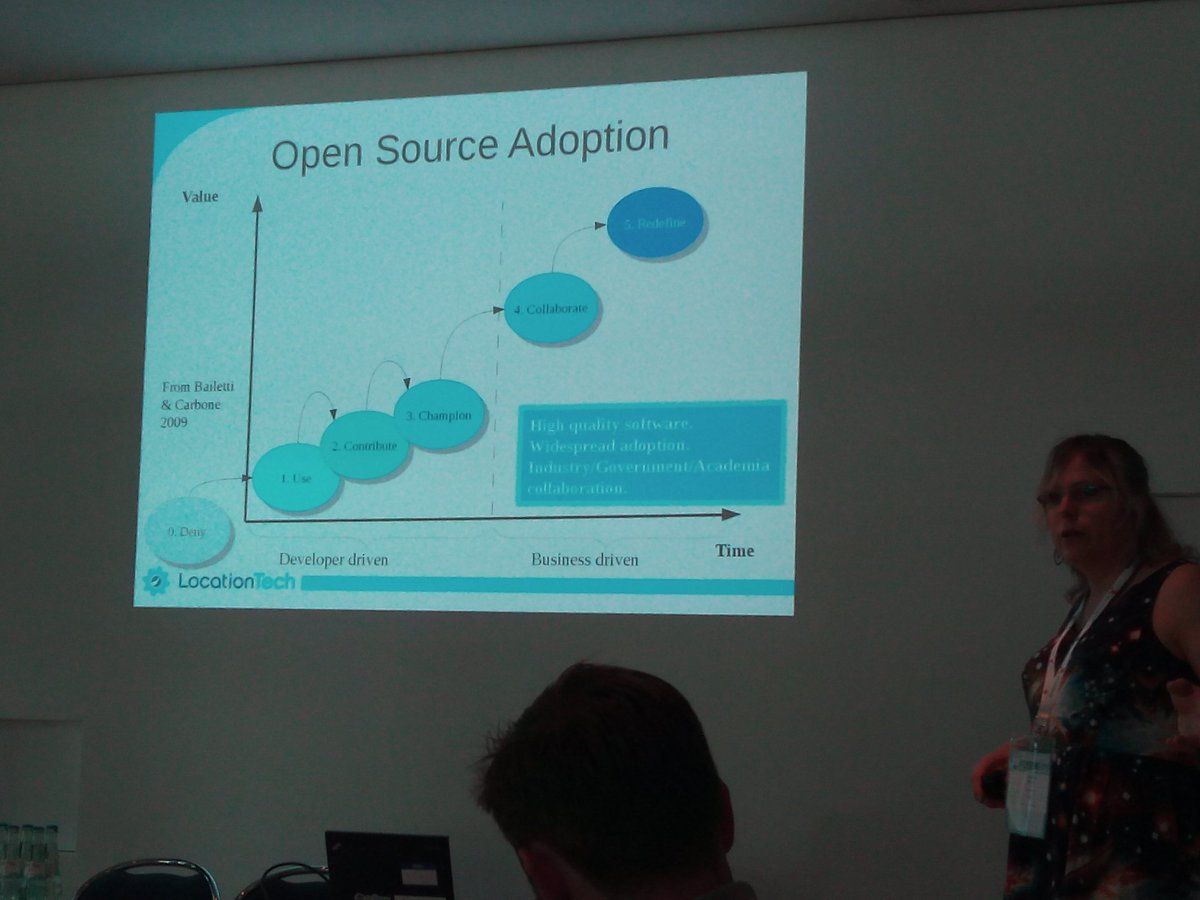 Open Source Adoption
Value
5. Redefine
4. Collaborate
From Bailetti
& Carbone
2009
3. Champion
2. Contribute
1. Use
0. Deny
High quality software.
Widespread adoption.
Industry/Government/Academia
collaboration.
Developer driven
Business driven
Time
LocationTech